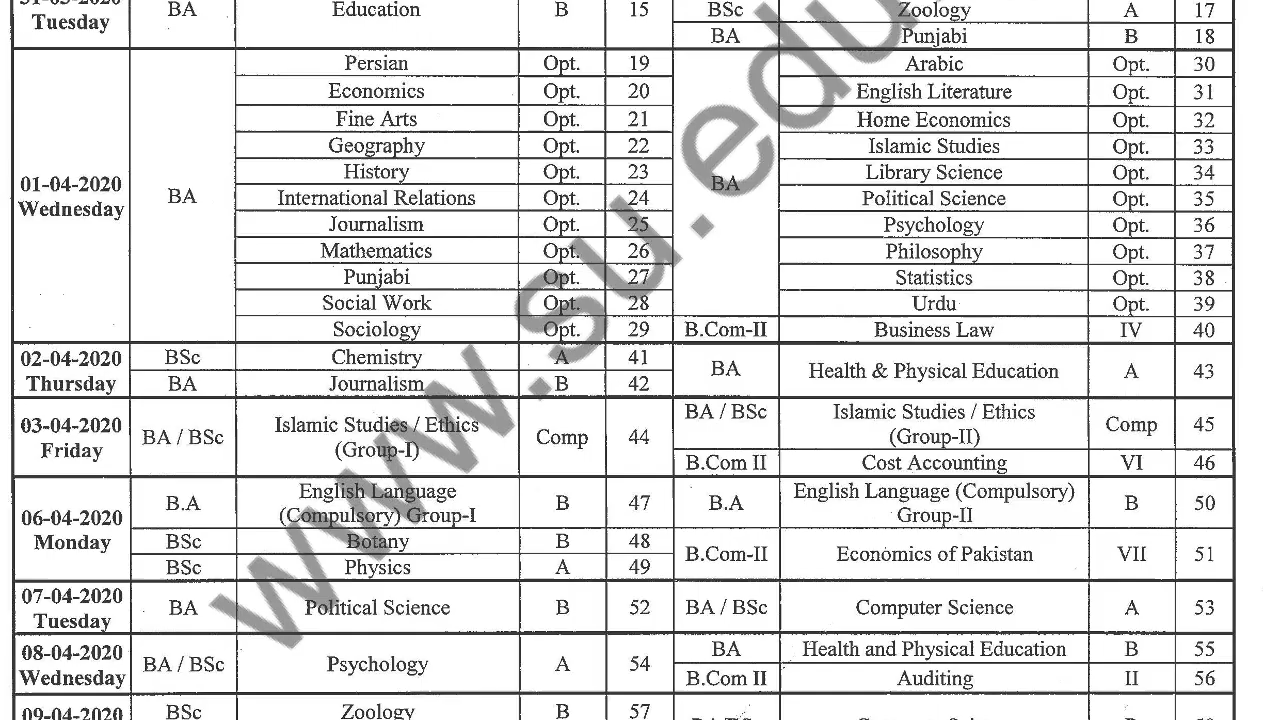 31-03-2020
Tuesday
BA Education B 15
BSc Zoology A 17
BA Punjabi B 18
01-04-2020
Wednesday
BA
Persian Opt. 19
Economics Opt. 20
Fine Arts Opt. 21
Geography Opt. 22
History Opt. 23
International Relations Opt. 24
Journalism Opt. 25
Mathematics Opt. 26
Punjabi Opt. 27
Social Work Opt. 28
Sociology Opt. 29
BA
Arabic Opt. 30
English Literature Opt. 31
Home Economics Opt. 32
Islamic Studies Opt. 33
Library Science Opt. 34
Political Science Opt. 35
Psychology Opt. 36
Philosophy Opt. 37
Statistics Opt. 38
Urdu Opt. 39
B.Com-II Business Law IV 40
02-04-2020
Thursday
BSc Chemistry A 41
BA Journalism B 42
BA Health & Physical Education A 43
03-04-2020
Friday
BA / BSc
Islamic Studies / Ethics
(Group-I)
Comp 44
BA / BSc
Islamic Studies / Ethics
(Group-II)
Comp 45
B.Com II Cost Accounting VI 46
06-04-2020
Monday
B.A
English Language
(Compulsory) Group-I
B 47
BSc Botany B 48
BSc Physics A 49
B.A
English Language (Compulsory)
Group-II
B 50
B.Com-II Economics of Pakistan VII 51
07-04-2020
Tuesday
BA Political Science B 52
BA / BSc Computer Science A 53
08-04-2020
Wednesday
BA / BSc Psychology A 54
BA Health and Physical Education B 55
B.Com II Auditing II 56
09-04-2020
BSc Zoology B 57
www.su.edu